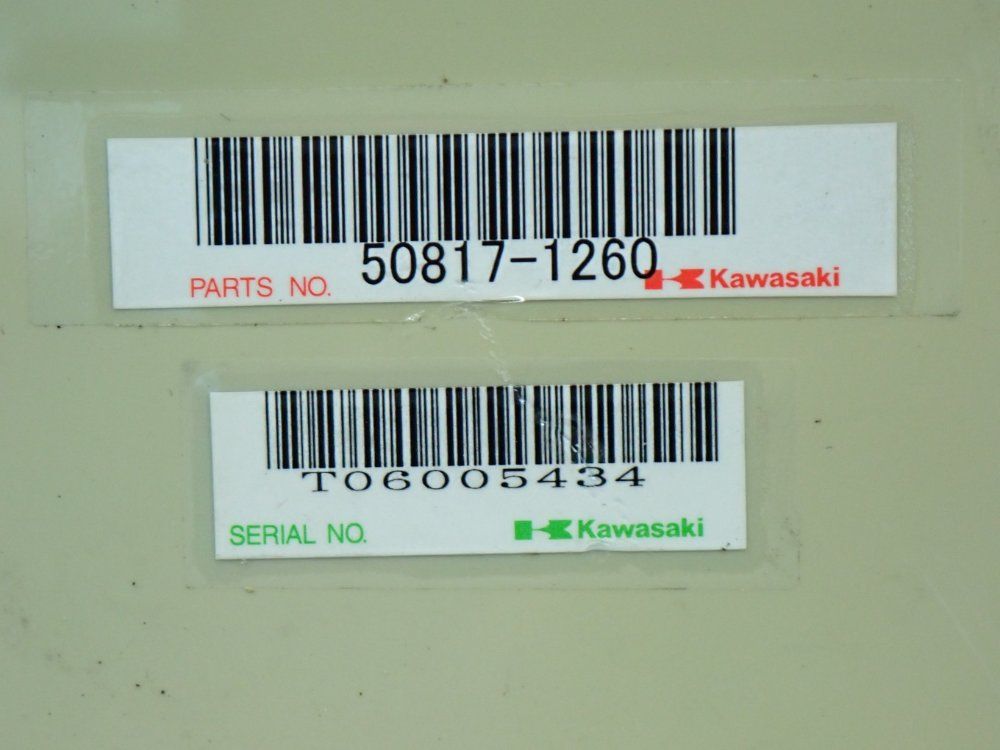 50817-1260
PARTS NO. Kawasaki
T06005434
SERIAL NO. Kawasaki